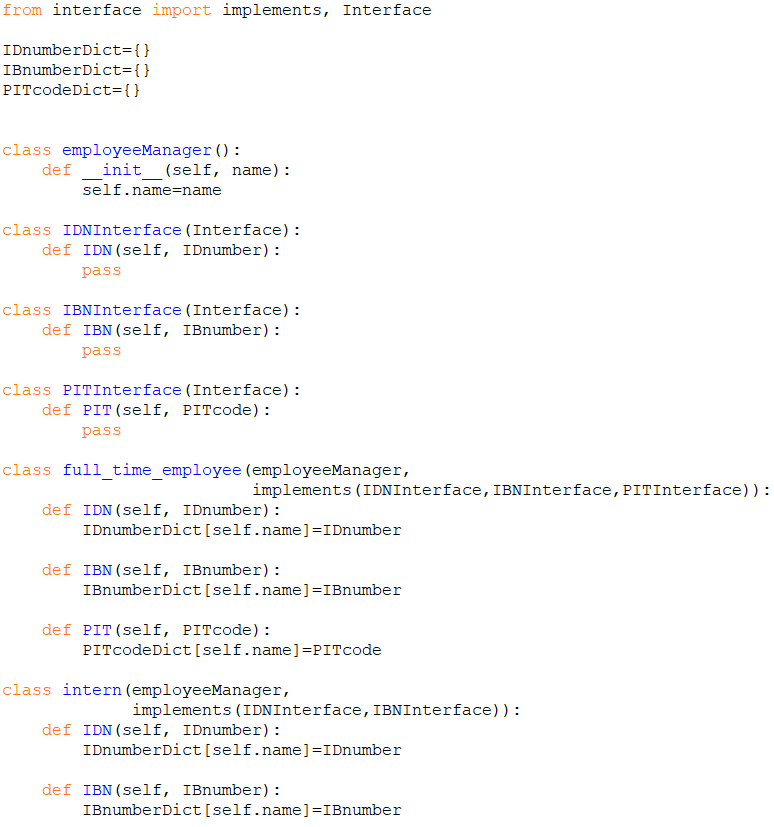 from interface import implements, Interface

IDnumberDict={}
IBnumberDict={}
PITcodeDict={}


class employeeManager():
    def __init__(self, name):
        self.name=name

class IDNInterface(Interface):
    def IDN(self, IDnumber):
        pass

class IBNInterface(Interface):
    def IBN(self, IBnumber):
        pass

class PITInterface(Interface):
    def PIT(self, PITcode):
        pass

class full_time_employee(employeeManager,
                         implements(IDNInterface,IBNInterface,PITInterface)):
    def IDN(self, IDnumber):
        IDnumberDict[self.name]=IDnumber

    def IBN(self, IBnumber):
        IBnumberDict[self.name]=IBnumber

    def PIT(self, PITcode):
        PITcodeDict[self.name]=PITcode

class intern(employeeManager,
             implements(IDNInterface,IBNInterface)):
    def IDN(self, IDnumber):
        IDnumberDict[self.name]=IDnumber

    def IBN(self, IBnumber):
        IBnumberDict[self.name]=IBnumber